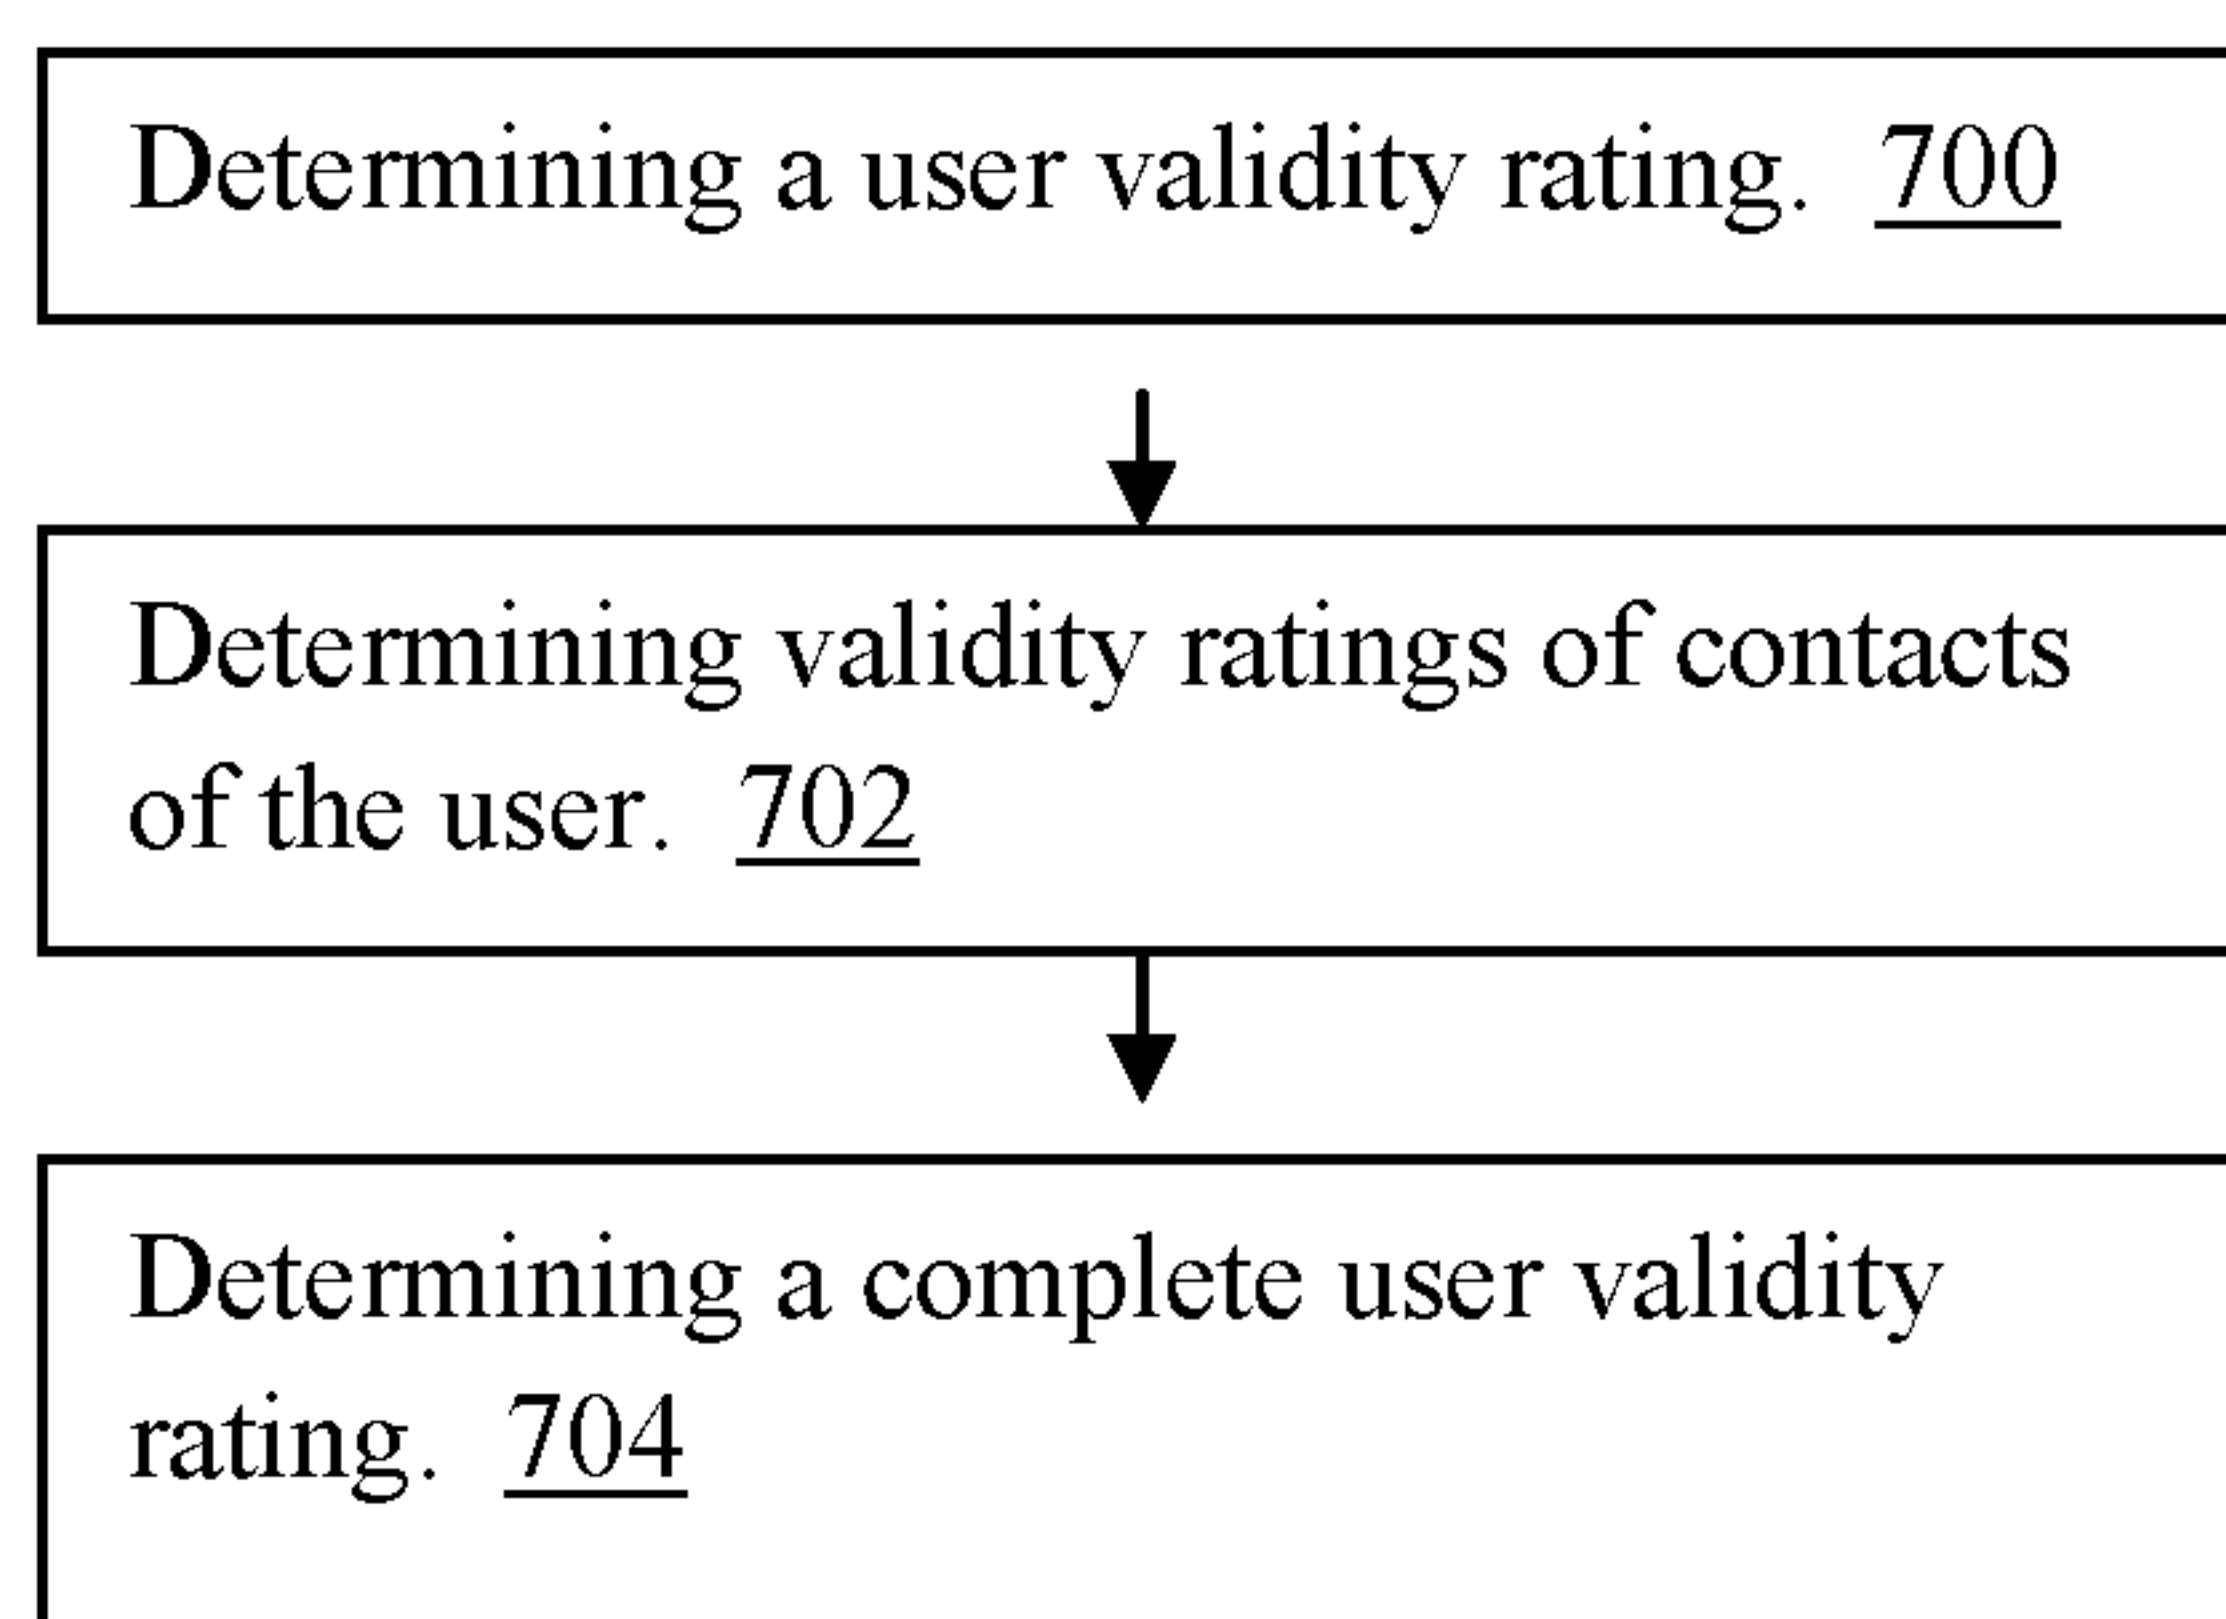 Determining a user validity rating. 700
Determining validity ratings of contacts
of the user. 702
Determining a complete user validity
rating. 704